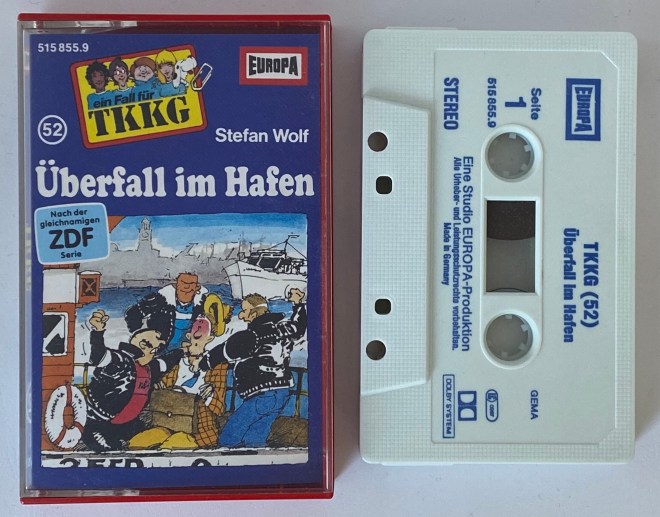 515 855.9
EUROPA
ein Fall für
TKKG
52
Stefan Wolf
Überfall im Hafen
Nach der
gleichnamigen
ZDF
Serie
EUROPA
TKKG (52)
Überfall im Hafen
Seite
1
515 855.9
STEREO
GEMA
Eine Studio EUROPA-Produktion
Alle Urheber- und Leistungsschutzrechte vorbehalten.
Made in Germany
DOLBY SYSTEM